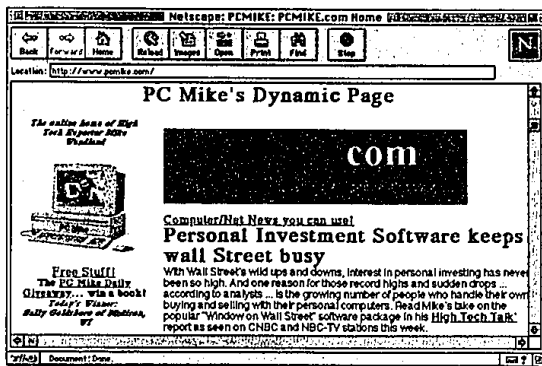 Netscape: PCMIKE: PCMIKE.com Home
Back Forward Home Reload Images Open Print Find Stop
N
Location: http://www.pcmike.com/
PC Mike's Dynamic Page
The online home of High
Tech Reporter Mike
Wendland
com
Free Stuff!
The PC Mike Daily
Giveaway... win a book!
Today's Winner:
Sally Goldberg of Madison,
Computer/Net News you can use!
Personal Investment Software keeps
wall Street busy
With Wall Street's wild ups and downs, interest in personal investing has never
been so high. And one reason for those record highs and sudden drops ...
according to analysts ... is the growing number of people who handle their own
buying and selling with their personal computers. Read Mike's take on the
popular "Window on Wall Street" software package in his High Tech Talk
report as seen on CNBC and NBC-TV stations this week.
Document: Done.